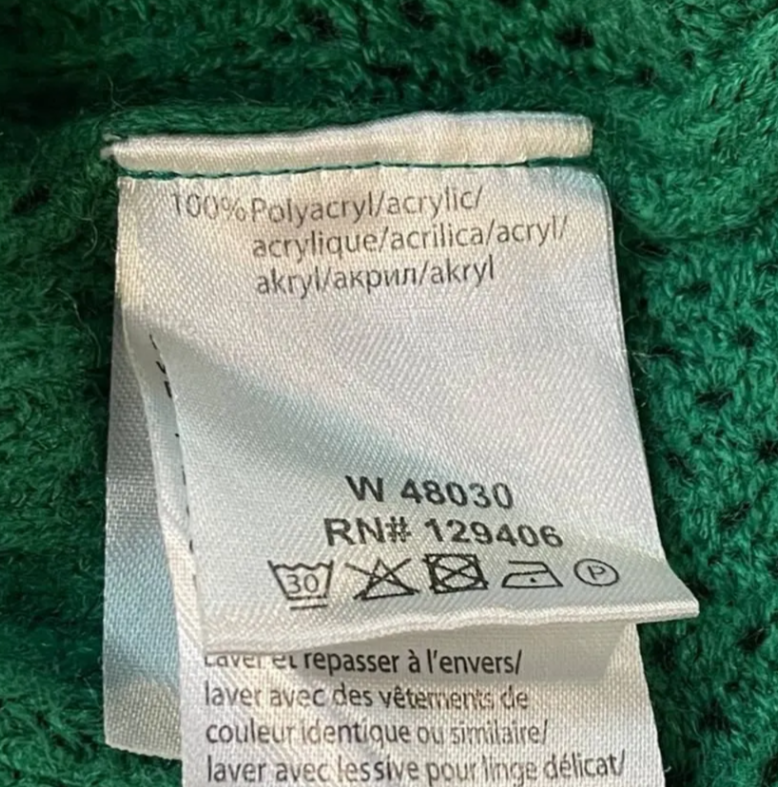 100% Polyacryl/acrylic/
acrylique/acrilica/acryl/
akryl/акрил/akryl
W 48030
RN# 129406
30
P
Laver et repasser à l'envers/
laver avec des vêtements de
couleur identique ou similaire/
laver avec lessive pour linge délicat/